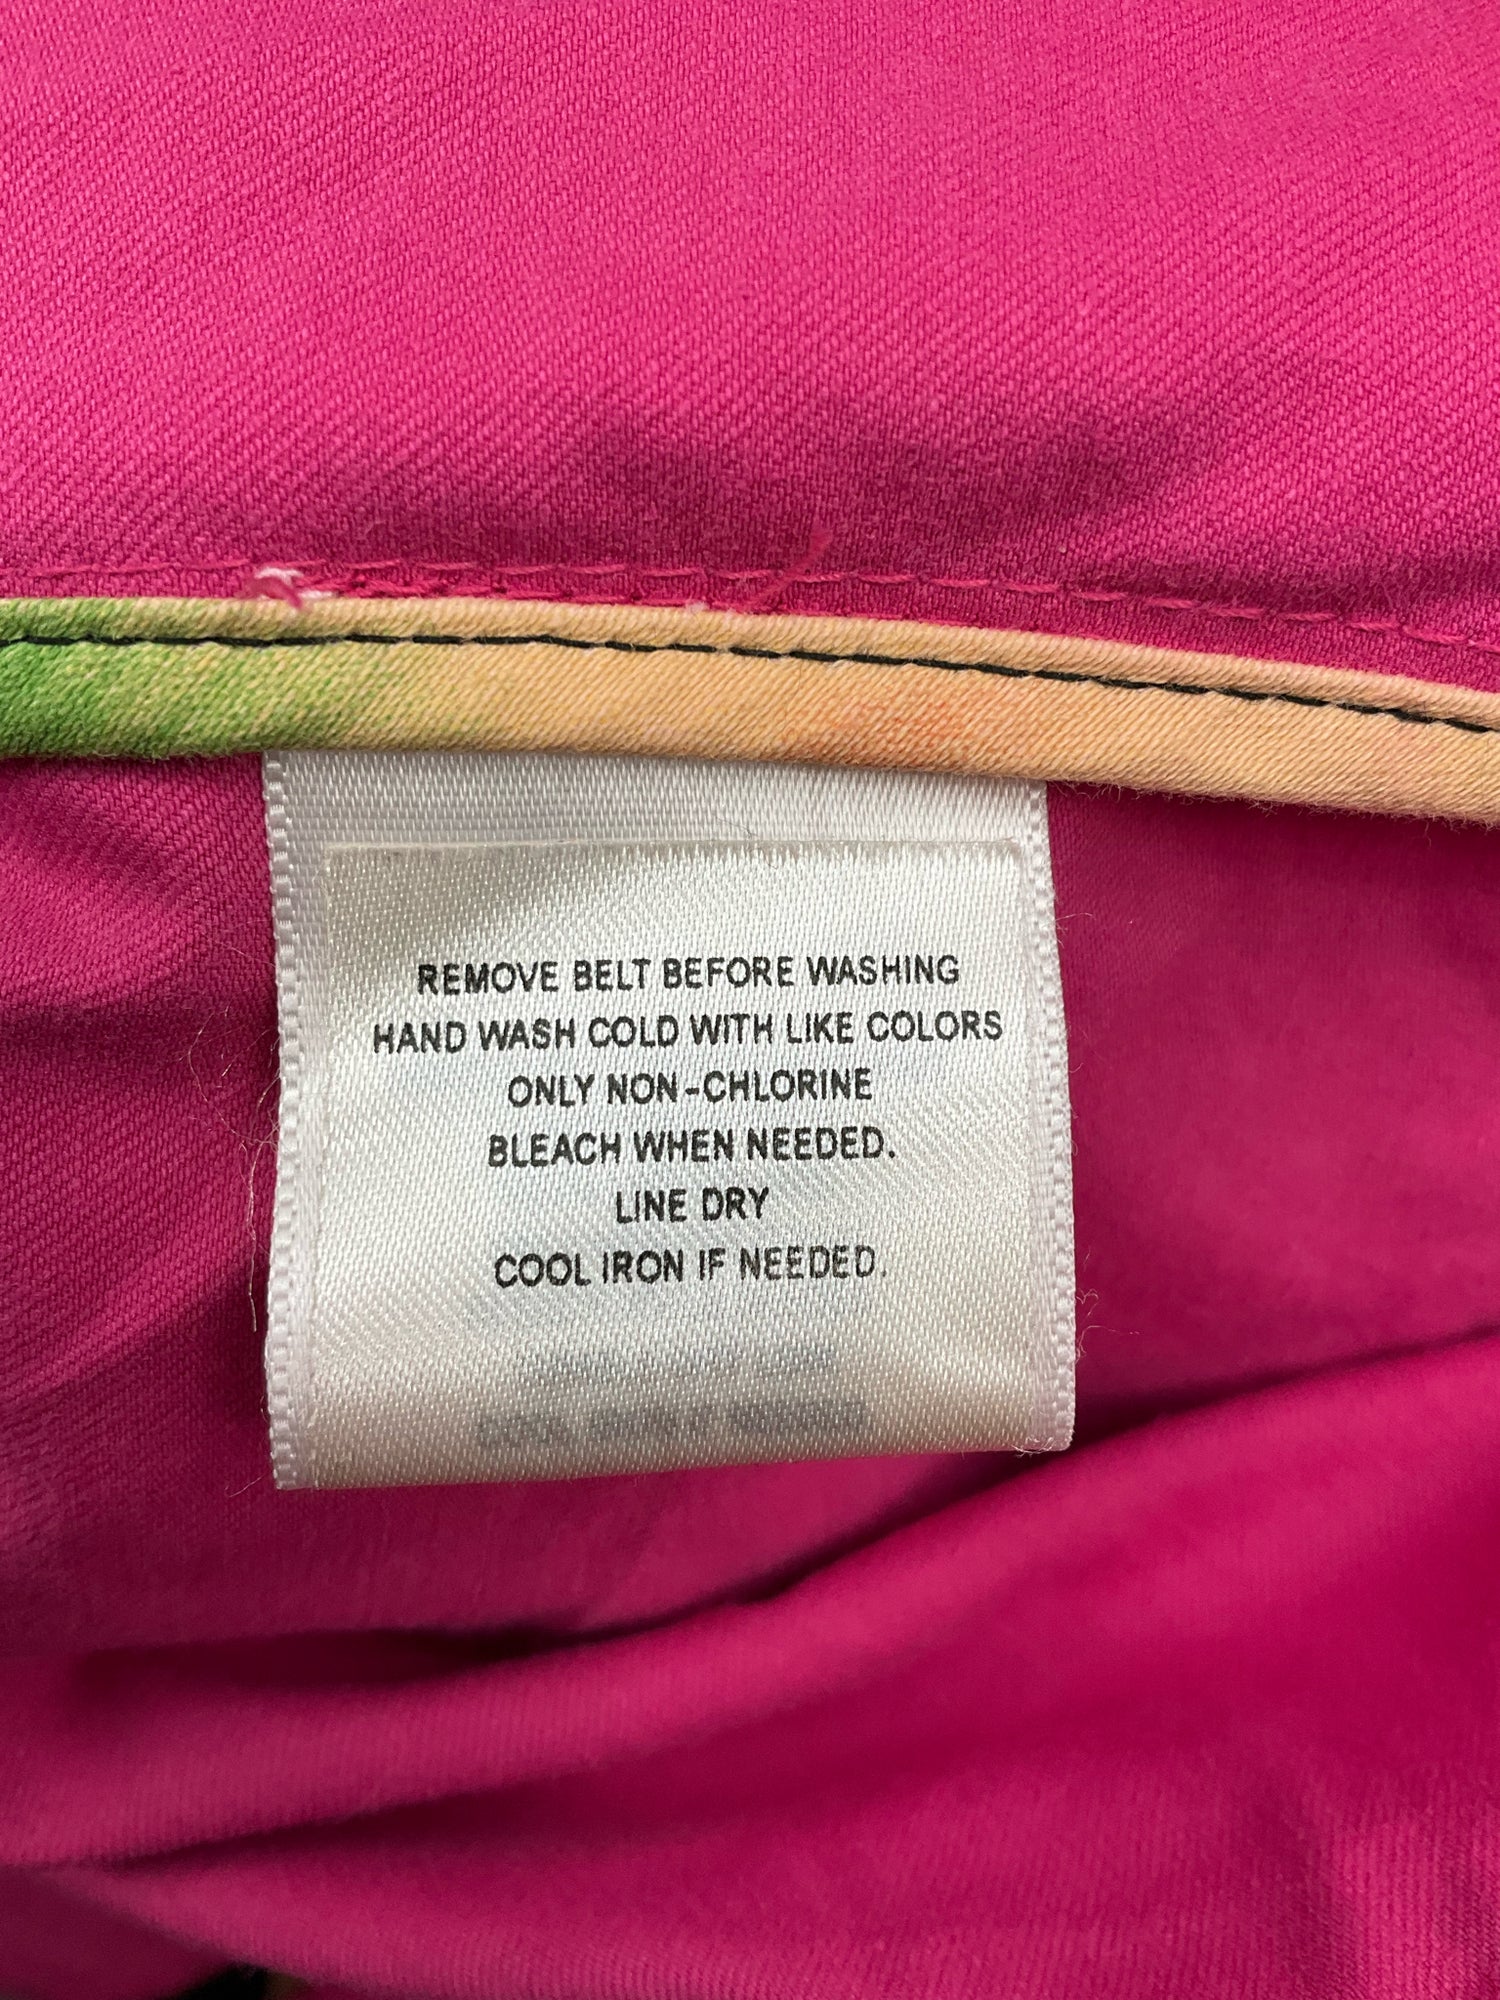 REMOVE BELT BEFORE WASHING
HAND WASH COLD WITH LIKE COLORS
ONLY NON-CHLORINE
BLEACH WHEN NEEDED.
LINE DRY
COOL IRON IF NEEDED.